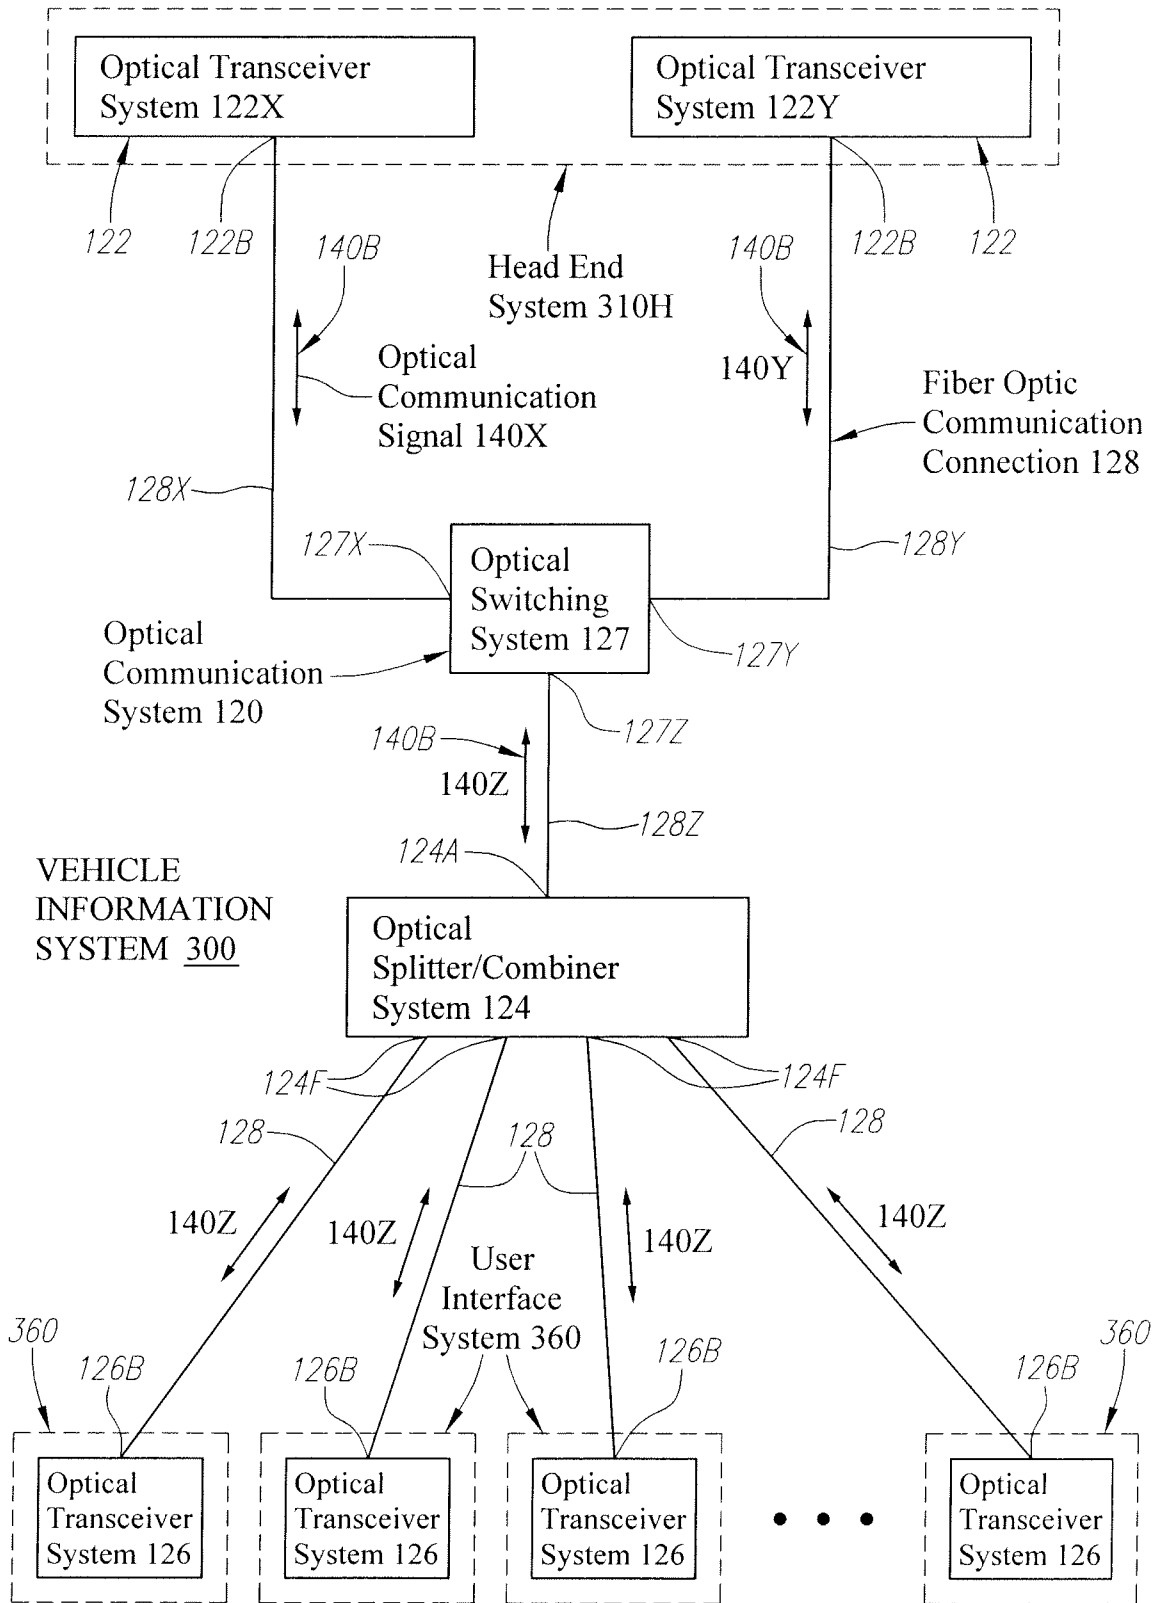 Optical Transceiver
System 122X
Optical Transceiver
System 122Y
122
122B
140B
Head End
System 310H
140B
122B
122
Optical
Communication
Signal 140X
140Y
Fiber Optic
Communication
Connection 128
128X
127X
Optical
Switching
System 127
128Y
127Y
Optical
Communication
System 120
127Z
140B
140Z
128Z
124A
VEHICLE
INFORMATION
SYSTEM 300
Optical
Splitter/Combiner
System 124
124F
124F
128
128
128
140Z
140Z
140Z
140Z
User
Interface
System 360
360
126B
126B
126B
126B
360
Optical
Transceiver
System 126
Optical
Transceiver
System 126
Optical
Transceiver
System 126
Optical
Transceiver
System 126